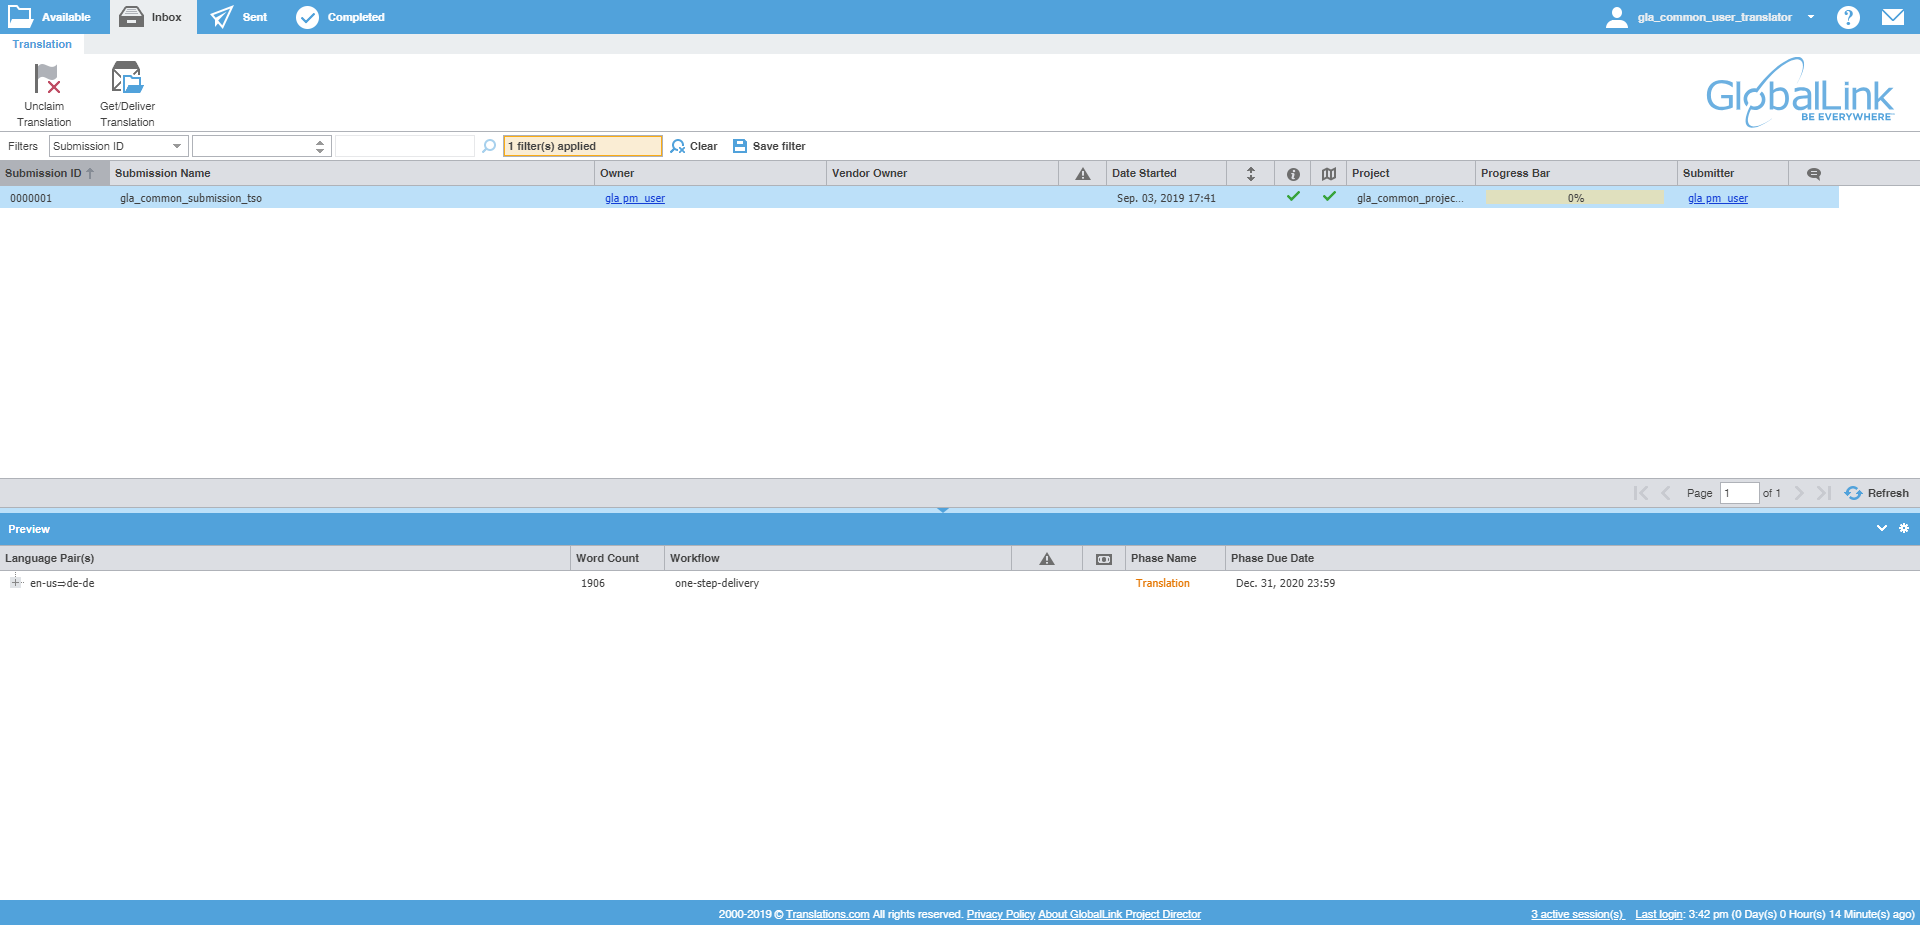 Available Inbox Sent Completed gla_common_user_translator ?
Translation
Unclaim Translation
Get/Deliver Translation
GlobalLink
BE EVERYWHERE™
Filters Submission ID 1 filter(s) applied Clear Save filter
Submission ID Submission Name Owner Vendor Owner Date Started Project Progress Bar Submitter
0000001 gla_common_submission_tso gla pm_user Sep. 03, 2019 17:41 gla_common_projec... 0% gla pm_user
Page 1 of 1 Refresh
Preview
Language Pair(s) Word Count Workflow Phase Name Phase Due Date
en-us⇒de-de 1906 one-step-delivery Translation Dec. 31, 2020 23:59
2000-2019 © Translations.com All rights reserved. Privacy Policy About GlobalLink Project Director 3 active session(s) Last login: 3:42 pm (0 Day(s) 0 Hour(s) 14 Minute(s) ago)